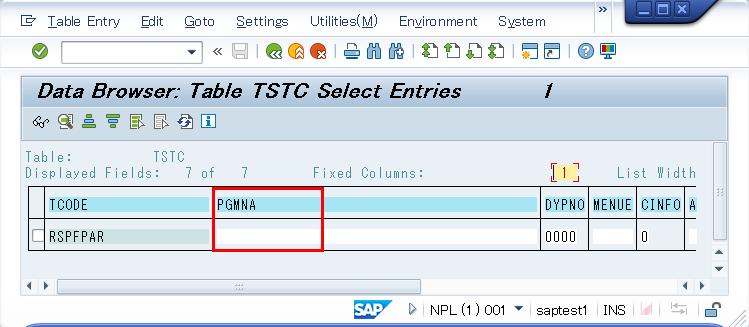 Table Entry Edit Goto Settings Utilities(M) Environment System »
«
Data Browser: Table TSTC Select Entries 1
Table: TSTC
Displayed Fields: 7 of 7 Fixed Columns: 1 List Width
TCODE PGMNA DYPNO MENUE CINFO A
RSPFPAR 0000 0
SAP NPL (1) 001 saptest1 INS